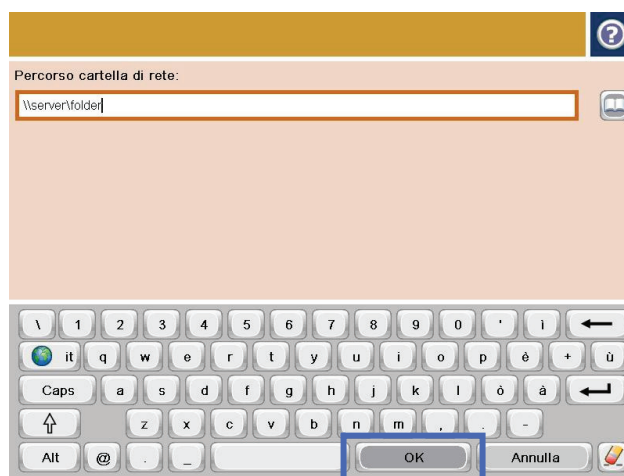 ?
Percorso cartella di rete:
\\server\folder
\ 1 2 3 4 5 6 7 8 9 0 ' ì
it q w e r t y u i o p è + ù
Caps a s d f g h j k l ò à
z x c v b n m , . -
Alt @ . _ OK Annulla